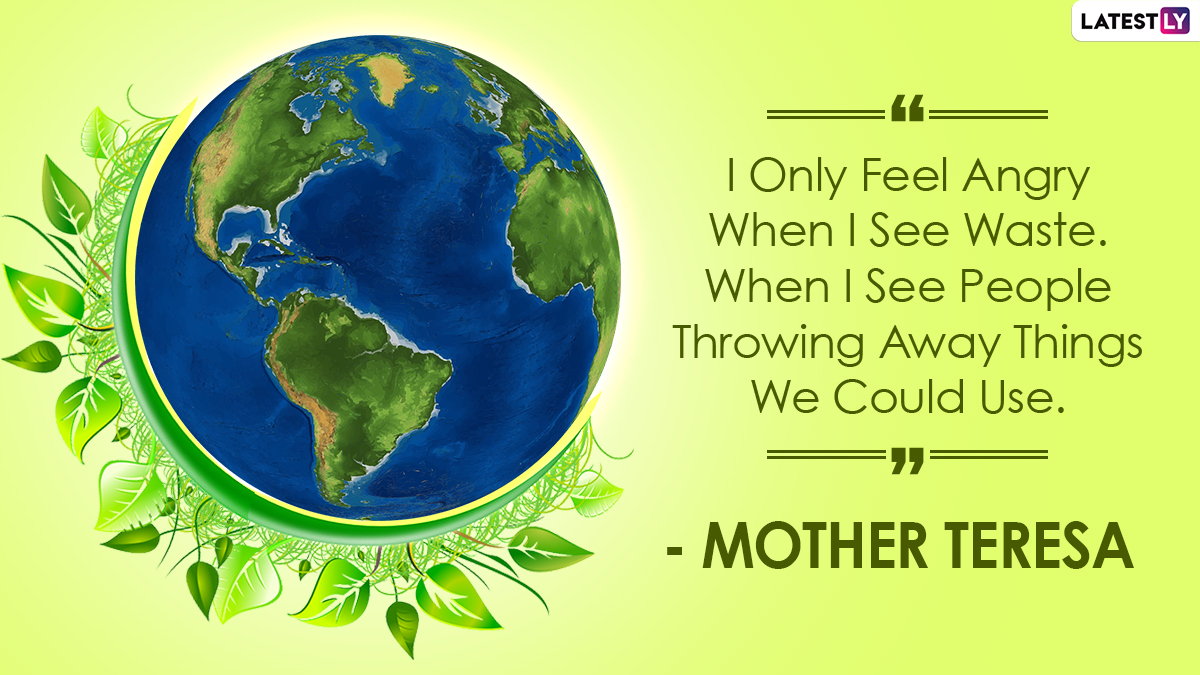 LATESTLY
“
I Only Feel Angry
When I See Waste.
When I See People
Throwing Away Things
We Could Use.
”
- MOTHER TERESA